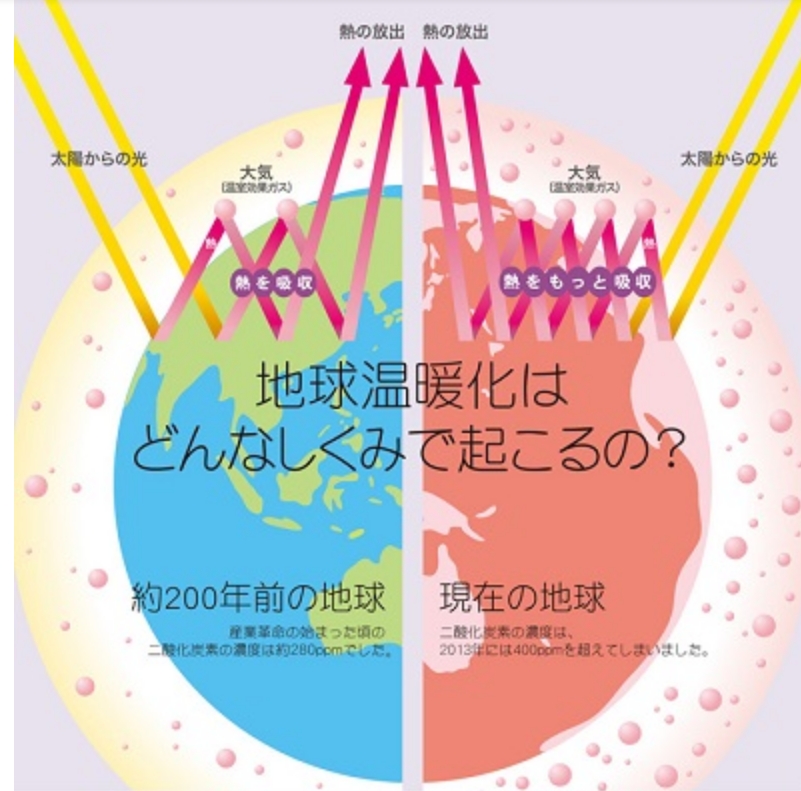 熱の放出
熱の放出
太陽からの光
大気
(温室効果ガス)
大気
(温室効果ガス)
太陽からの光
熱
熱
熱を吸収
熱をもっと吸収
地球温暖化は
どんなしくみで起こるの？
約200年前の地球
産業革命の始まった頃の
二酸化炭素の濃度は約280ppmでした。
現在の地球
二酸化炭素の濃度は、
2013年には400ppmを超えてしまいました。